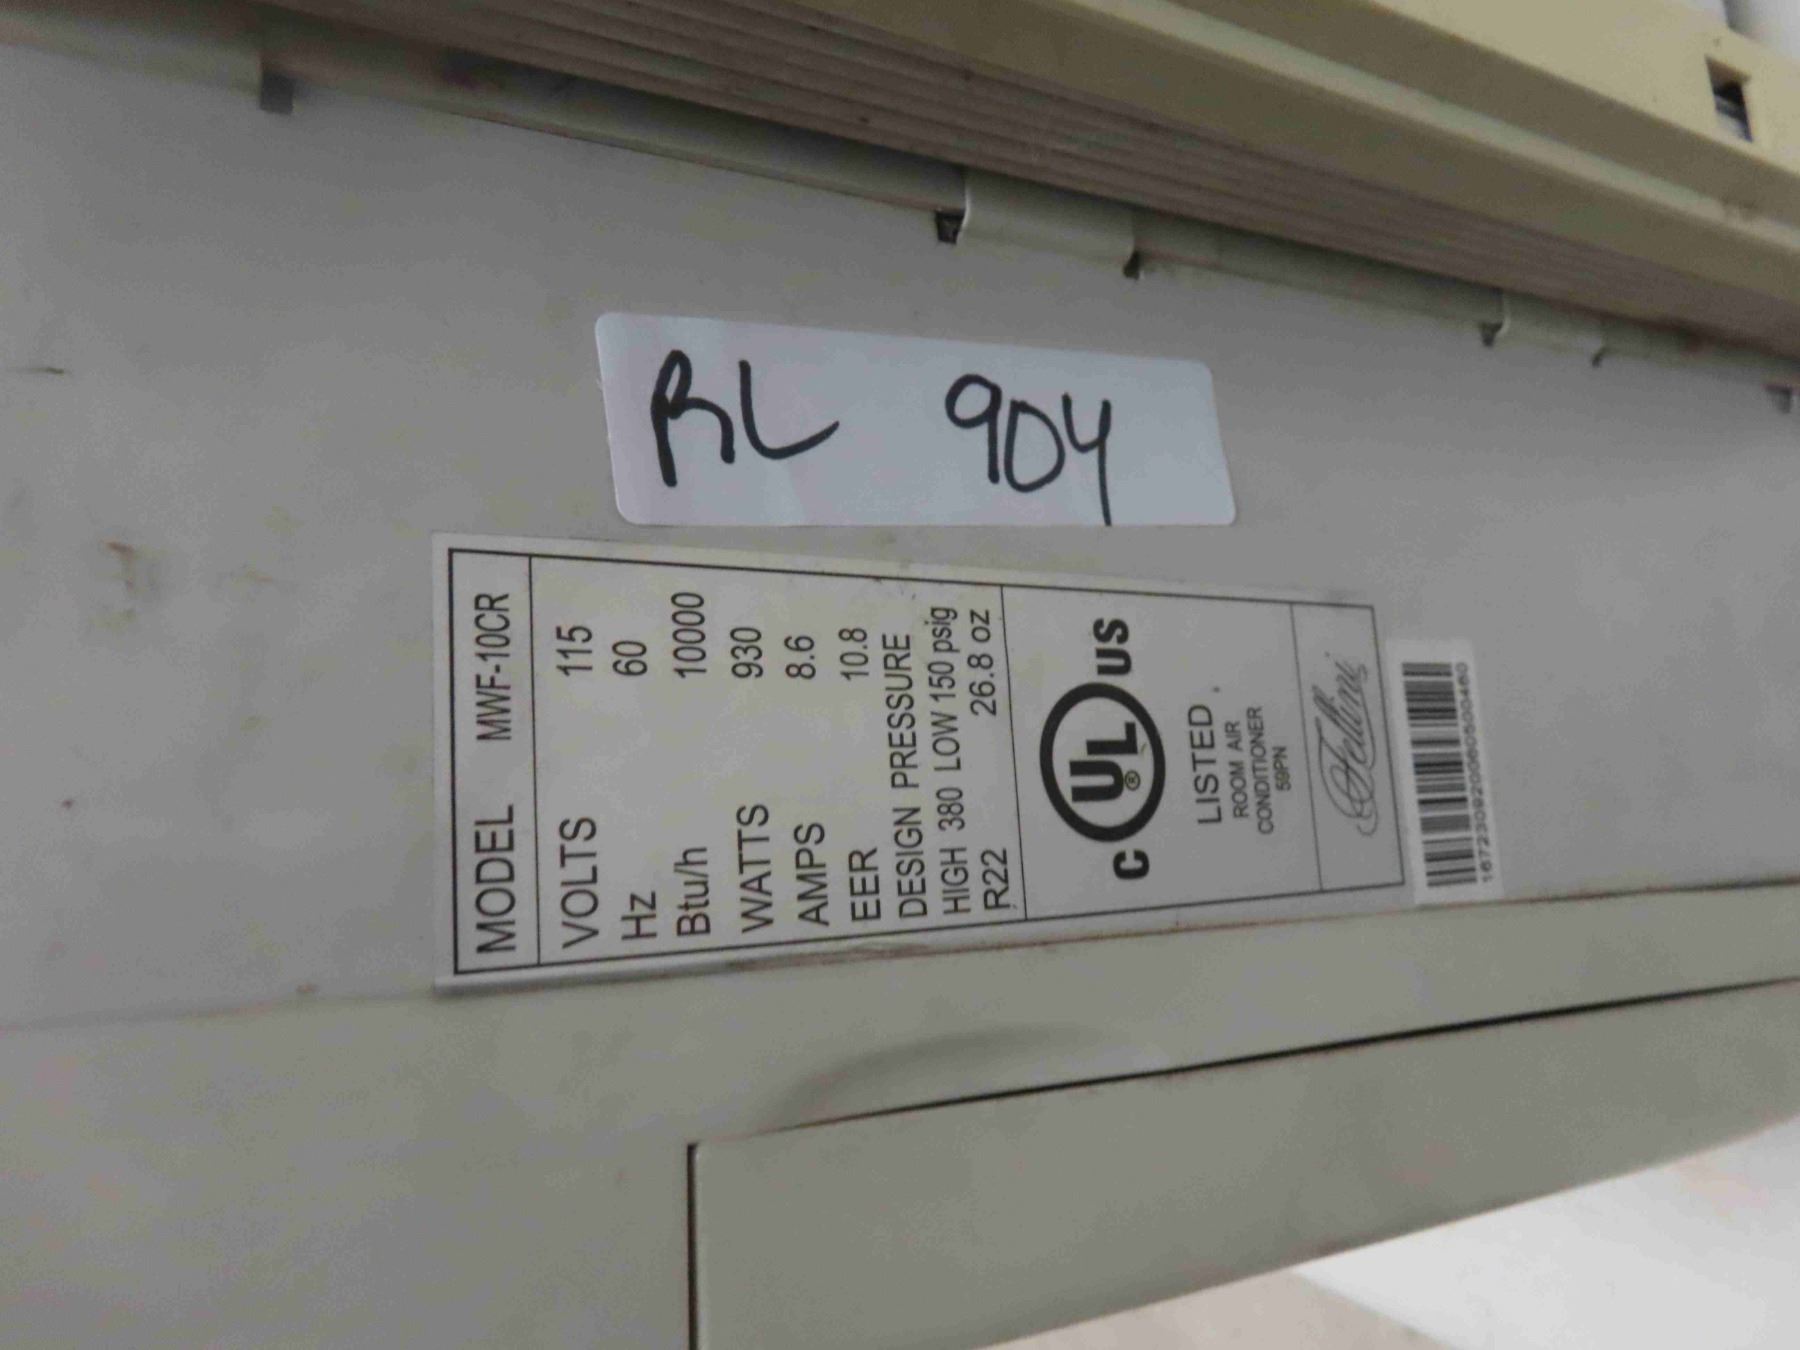 RL 904
MODEL MWF-10CR
VOLTS 115
Hz 60
Btu/h 10000
WATTS 930
AMPS 8.6
EER 10.8
DESIGN PRESSURE
HIGH 380 LOW 150 psig
R22 26.8 oz
C UL ® US
LISTED
ROOM AIR
CONDITIONER
59PN
Fellini